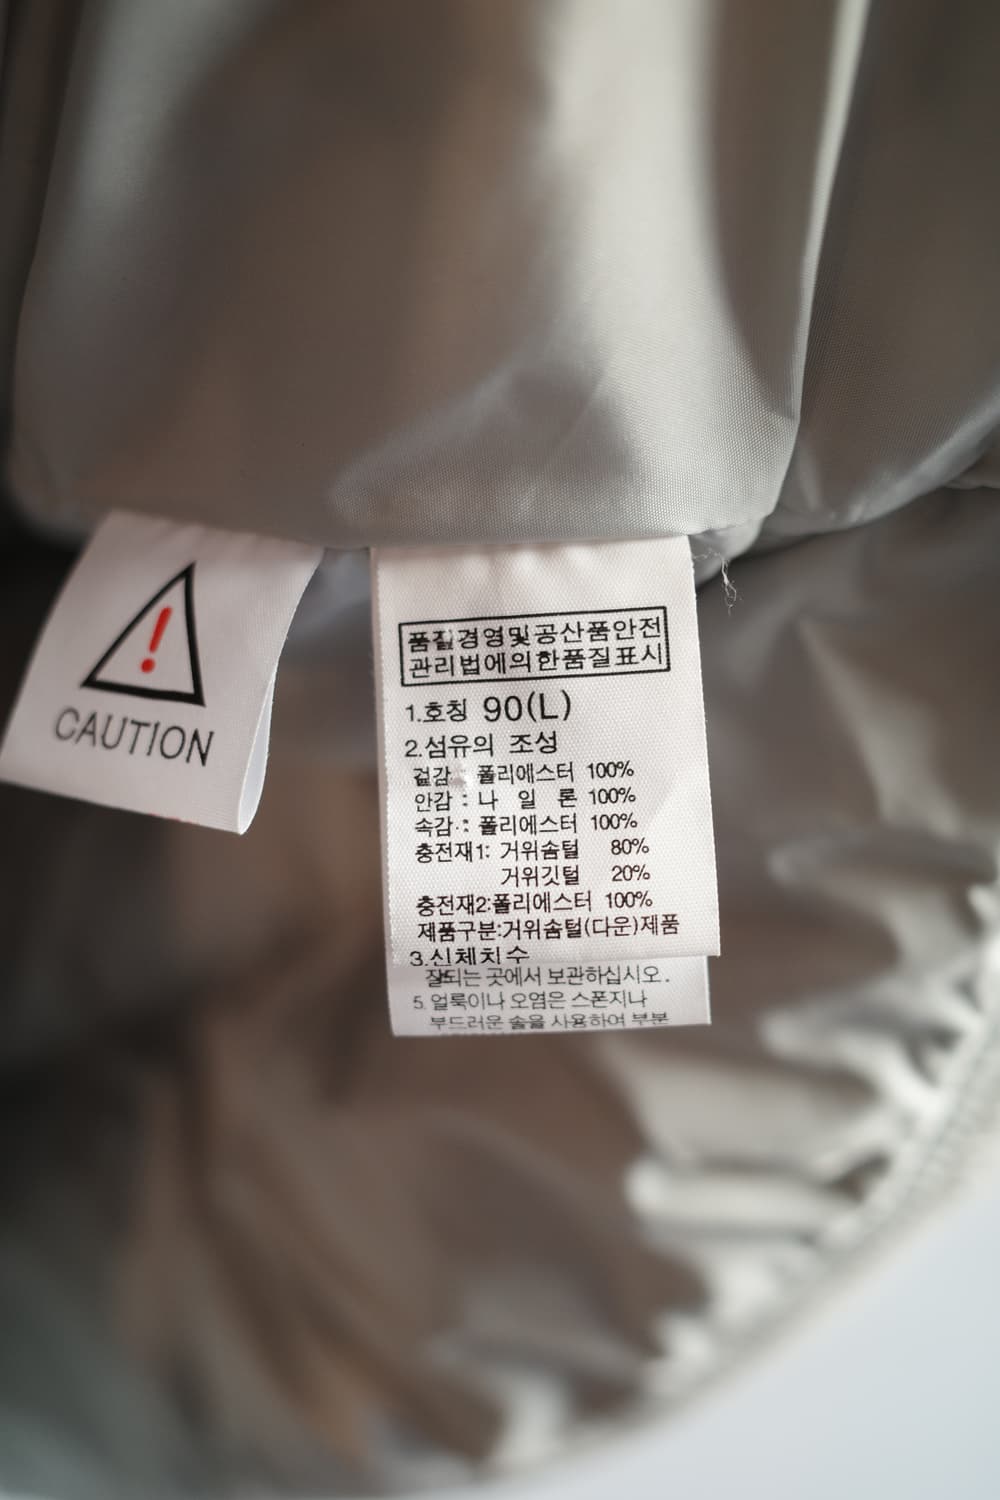 !
CAUTION
품질경영및공산품안전
관리법에의한품질표시
1.호칭 90(L)
2.섬유의 조성
겉감 : 폴리에스터 100%
안감 : 나 일 론 100%
속감 : 폴리에스터 100%
충전재1: 거위솜털 80%
거위깃털 20%
충전재2:폴리에스터 100%
제품구분:거위솜털(다운)제품
3.신체치수
잘되는 곳에서 보관하십시오.
5. 얼룩이나 오염은 스폰지나
부드러운 솔을 사용하여 부분